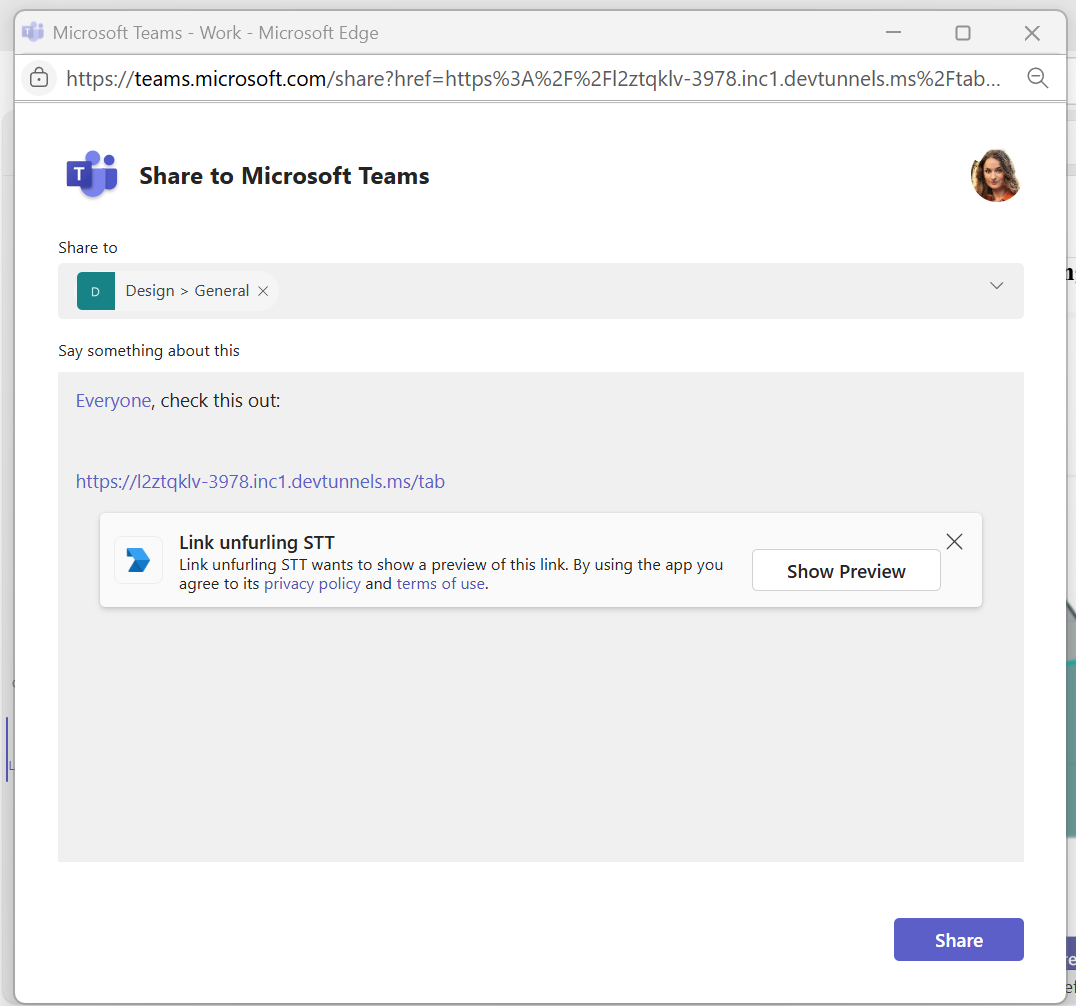 Microsoft Teams - Work - Microsoft Edge
https://teams.microsoft.com/share?href=https%3A%2F%2Fl2ztqklv-3978.inc1.devtunnels.ms%2Ftab...
T
Share to Microsoft Teams
Share to
D
Design > General
Say something about this
Everyone, check this out:
https://l2ztqklv-3978.inc1.devtunnels.ms/tab
Link unfurling STT
Link unfurling STT wants to show a preview of this link. By using the app you
agree to its privacy policy and terms of use.
Show Preview
Share